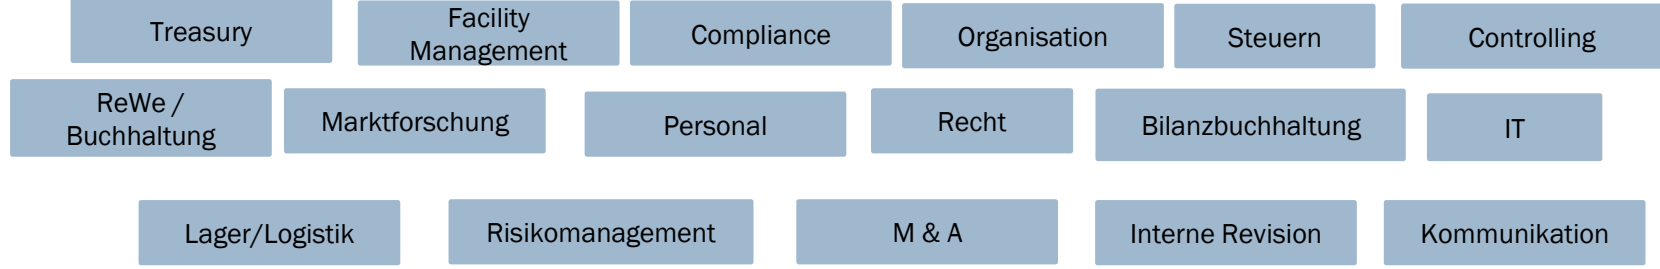 Treasury
Facility
Management
Compliance
Organisation
Steuern
Controlling
ReWe /
Buchhaltung
Marktforschung
Personal
Recht
Bilanzbuchhaltung
IT
Lager/Logistik
Risikomanagement
M & A
Interne Revision
Kommunikation